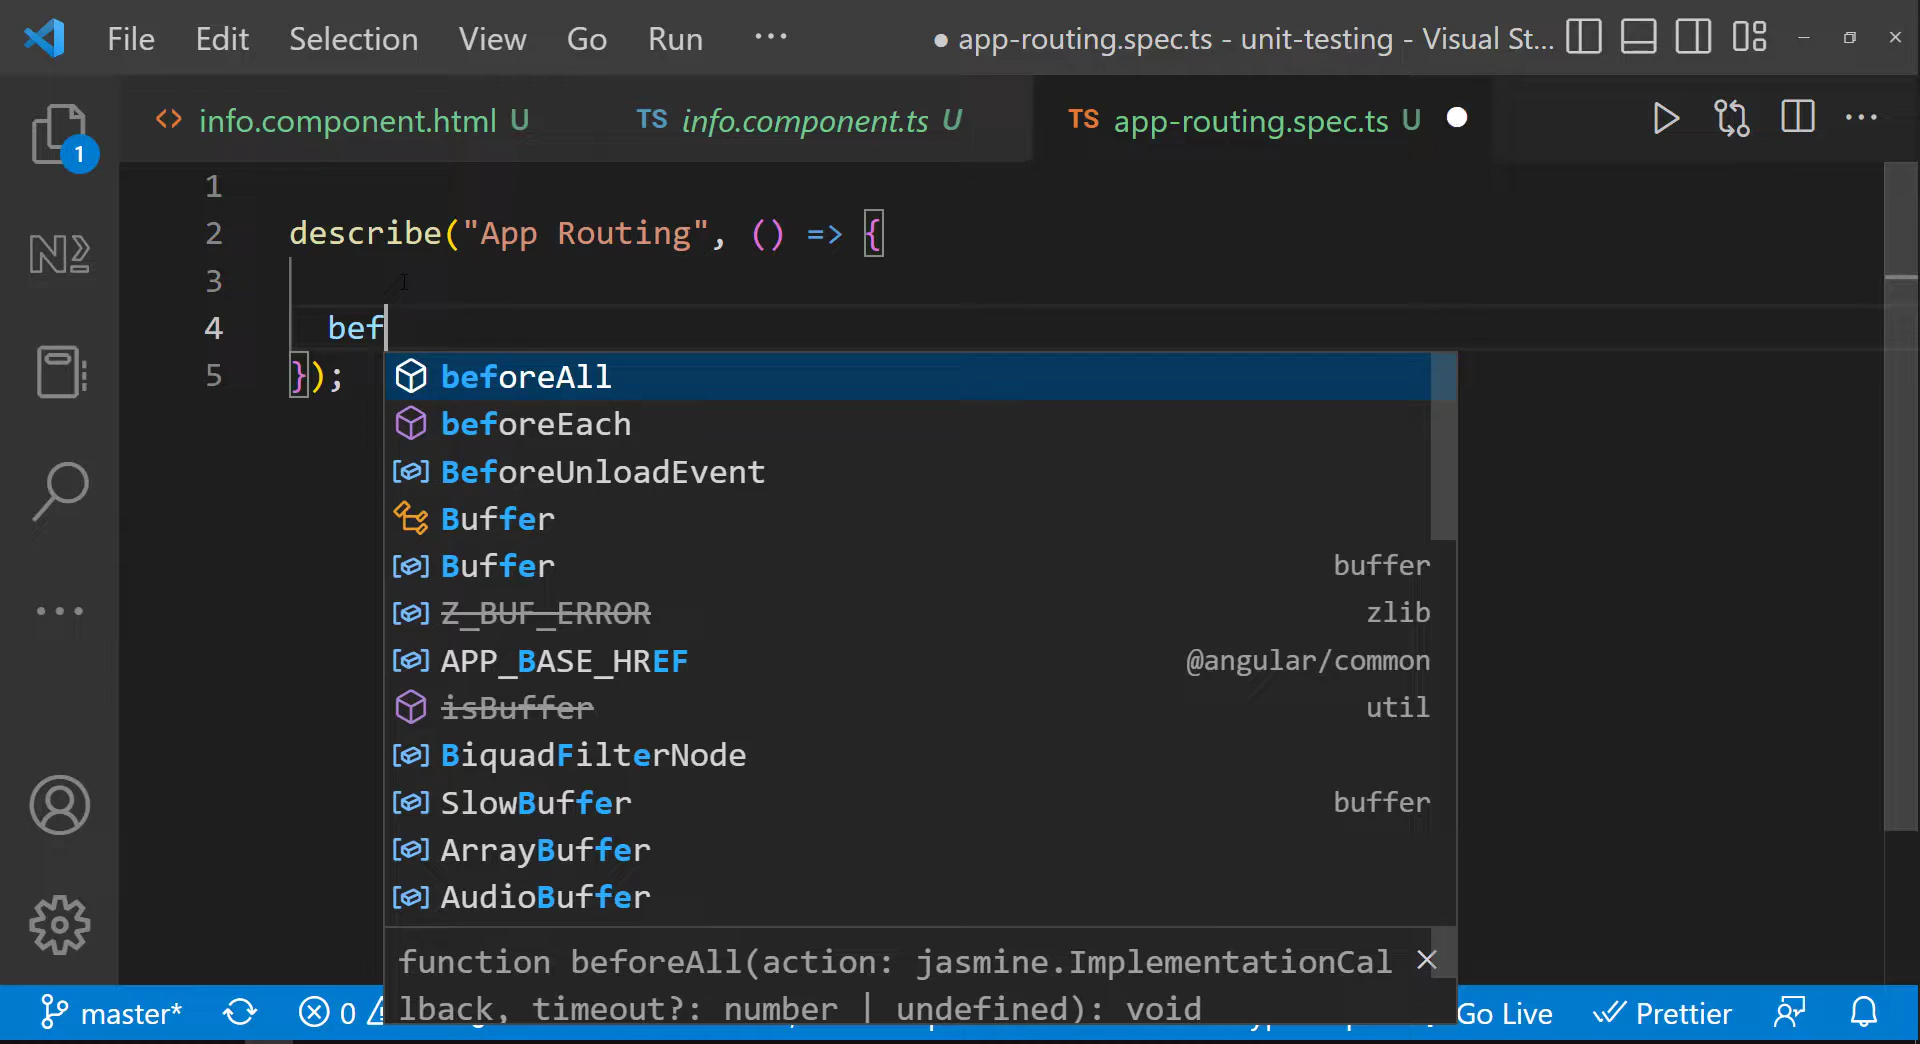 File Edit Selection View Go Run ··· ● app-routing.spec.ts - unit-testing - Visual St...
<> info.component.html U TS info.component.ts U TS app-routing.spec.ts U ●
1
1
2 describe("App Routing", () => {
3
4 bef
5 });
beforeAll
beforeEach
BeforeUnloadEvent
Buffer
Buffer buffer
Z_BUF_ERROR zlib
APP_BASE_HREF @angular/common
isBuffer util
BiquadFilterNode
SlowBuffer buffer
ArrayBuffer
AudioBuffer
function beforeAll(action: jasmine.ImplementationCal
lback, timeout?: number | undefined): void
master* 0 Go Live Prettier